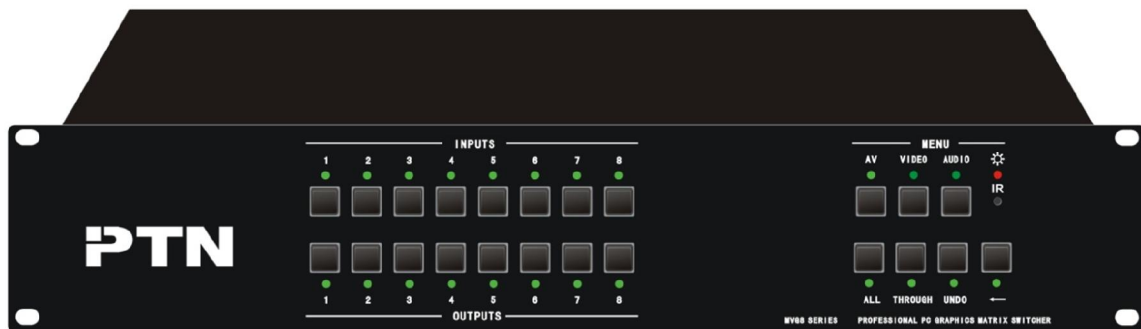 INPUTS
1 2 3 4 5 6 7 8
PTN
1 2 3 4 5 6 7 8
OUTPUTS
MENU
AV VIDEO AUDIO
IR
ALL THROUGH UNDO ←
MVG8 SERIES PROFESSIONAL PC GRAPHICS MATRIX SWITCHER